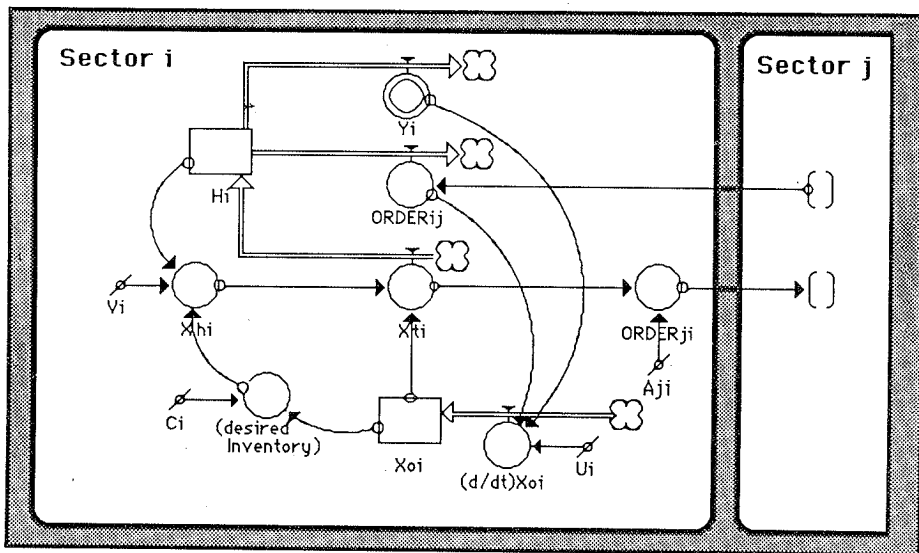 Sector i
Sector j
Yi
Hi
ORDERij
Vi
Xhi
Xti
ORDERji
Aji
Ci
(desired
Inventory)
Xoi
(d/dt)Xoi
Ui